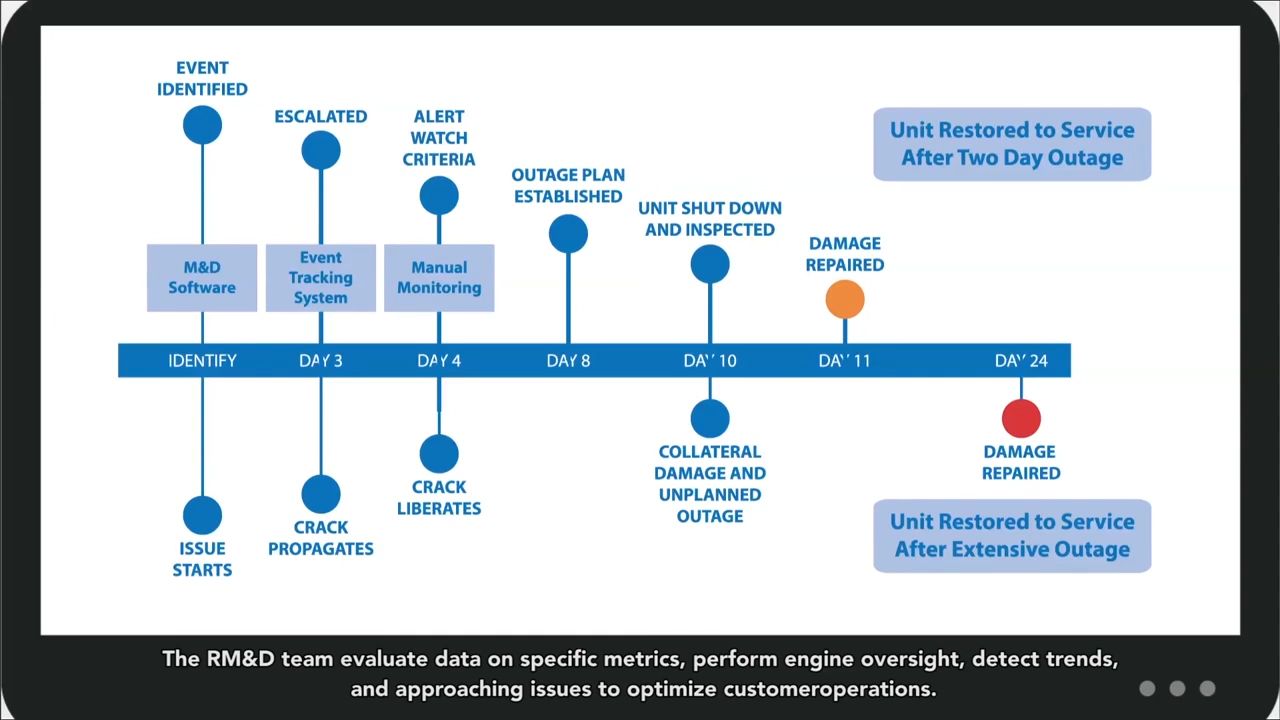 EVENT
IDENTIFIED
ESCALATED
ALERT
WATCH
CRITERIA
OUTAGE PLAN
ESTABLISHED
UNIT SHUT DOWN
AND INSPECTED
DAMAGE
REPAIRED
Unit Restored to Service
After Two Day Outage
M&D
Software
Event
Tracking
System
Manual
Monitoring
IDENTIFY
DAY 3
DAY 4
DAY 8
DAY 10
DAY 11
DAY 24
ISSUE
STARTS
CRACK
PROPAGATES
CRACK
LIBERATES
COLLATERAL
DAMAGE AND
UNPLANNED
OUTAGE
DAMAGE
REPAIRED
Unit Restored to Service
After Extensive Outage
The RM&D team evaluate data on specific metrics, perform engine oversight, detect trends,
and approaching issues to optimize customeroperations.